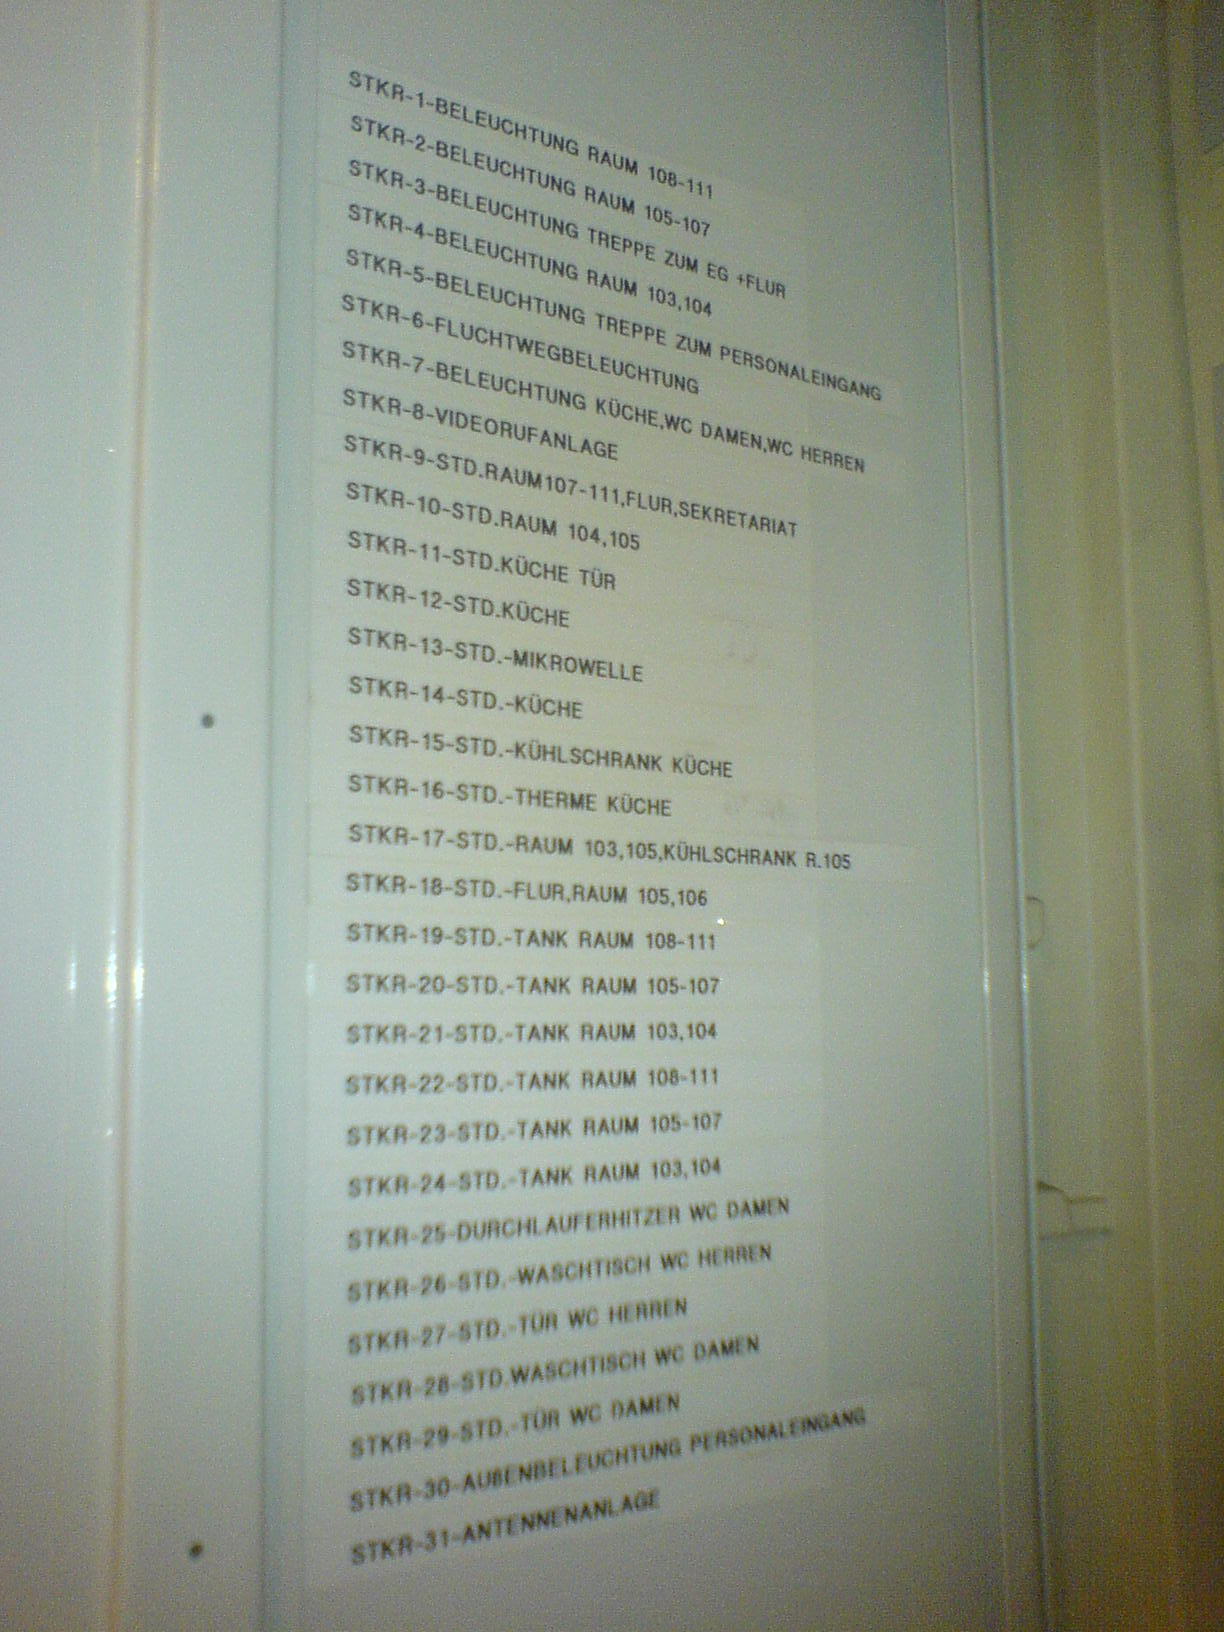 STKR-1-BELEUCHTUNG RAUM 108-111
STKR-2-BELEUCHTUNG RAUM 105-107
STKR-3-BELEUCHTUNG TREPPE ZUM EG +FLUR
STKR-4-BELEUCHTUNG RAUM 103,104
STKR-5-BELEUCHTUNG TREPPE ZUM PERSONALEINGANG
STKR-6-FLUCHTWEGBELEUCHTUNG
STKR-7-BELEUCHTUNG KÜCHE,WC DAMEN,WC HERREN
STKR-8-VIDEORUFANLAGE
STKR-9-STD.RAUM107-111,FLUR,SEKRETARIAT
STKR-10-STD.RAUM 104,105
STKR-11-STD.KÜCHE TÜR
STKR-12-STD.KÜCHE
STKR-13-STD.-MIKROWELLE
STKR-14-STD.-KÜCHE
STKR-15-STD.-KÜHLSCHRANK KÜCHE
STKR-16-STD.-THERME KÜCHE
STKR-17-STD.-RAUM 103,105,KÜHLSCHRANK R.105
STKR-18-STD.-FLUR,RAUM 105,106
STKR-19-STD.-TANK RAUM 108-111
STKR-20-STD.-TANK RAUM 105-107
STKR-21-STD.-TANK RAUM 103,104
STKR-22-STD.-TANK RAUM 108-111
STKR-23-STD.-TANK RAUM 105-107
STKR-24-STD.-TANK RAUM 103,104
STKR-25-DURCHLAUFERHITZER WC DAMEN
STKR-26-STD.-WASCHTISCH WC HERREN
STKR-27-STD.-TÜR WC HERREN
STKR-28-STD.WASCHTISCH WC DAMEN
STKR-29-STD.-TÜR WC DAMEN
STKR-30-AUßENBELEUCHTUNG PERSONALEINGANG
STKR-31-ANTENNENANLAGE